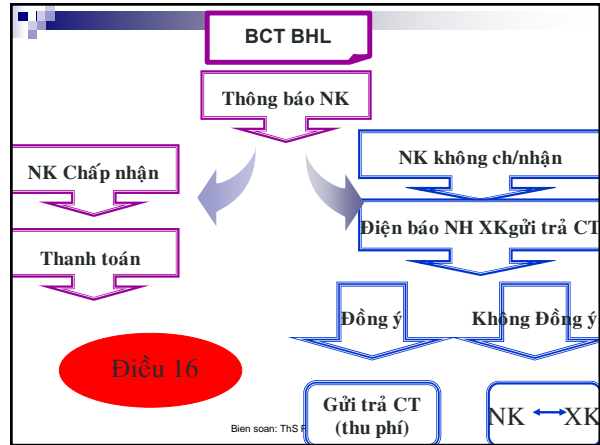 BCT BHL
Thông báo NK
NK Chấp nhận
NK không ch/nhận
Thanh toán
Điện báo NH XKgửi trả CT
Đồng ý
Không Đồng ý
Điều 16
Gửi trả CT
(thu phí)
NK XK
Bien soan: ThS